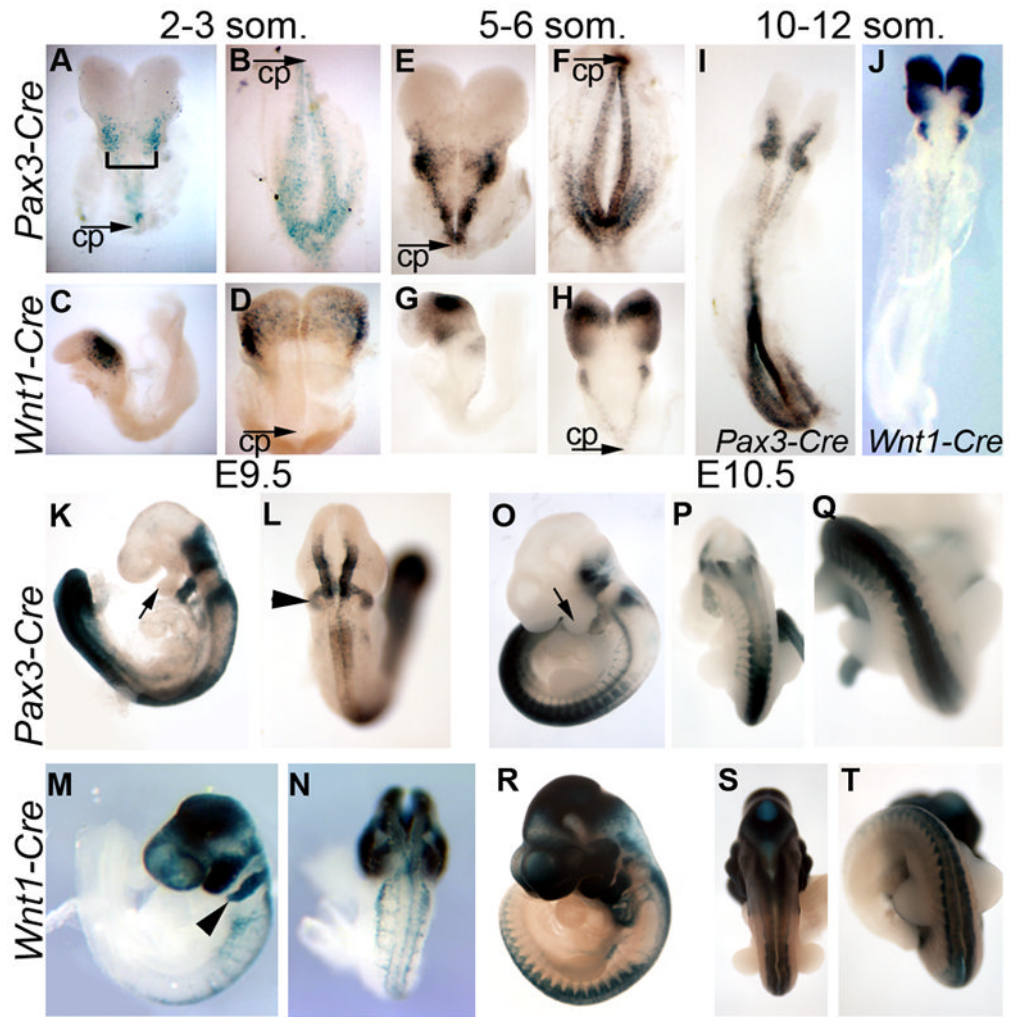 2-3 som. 5-6 som. 10-12 som.
Pax3-Cre
A B E F I J
cp cp cp cp
Wnt1-Cre
C D G H
cp cp
Pax3-Cre Wnt1-Cre
E9.5 E10.5
Pax3-Cre
K L O P Q
Wnt1-Cre
M N R S T